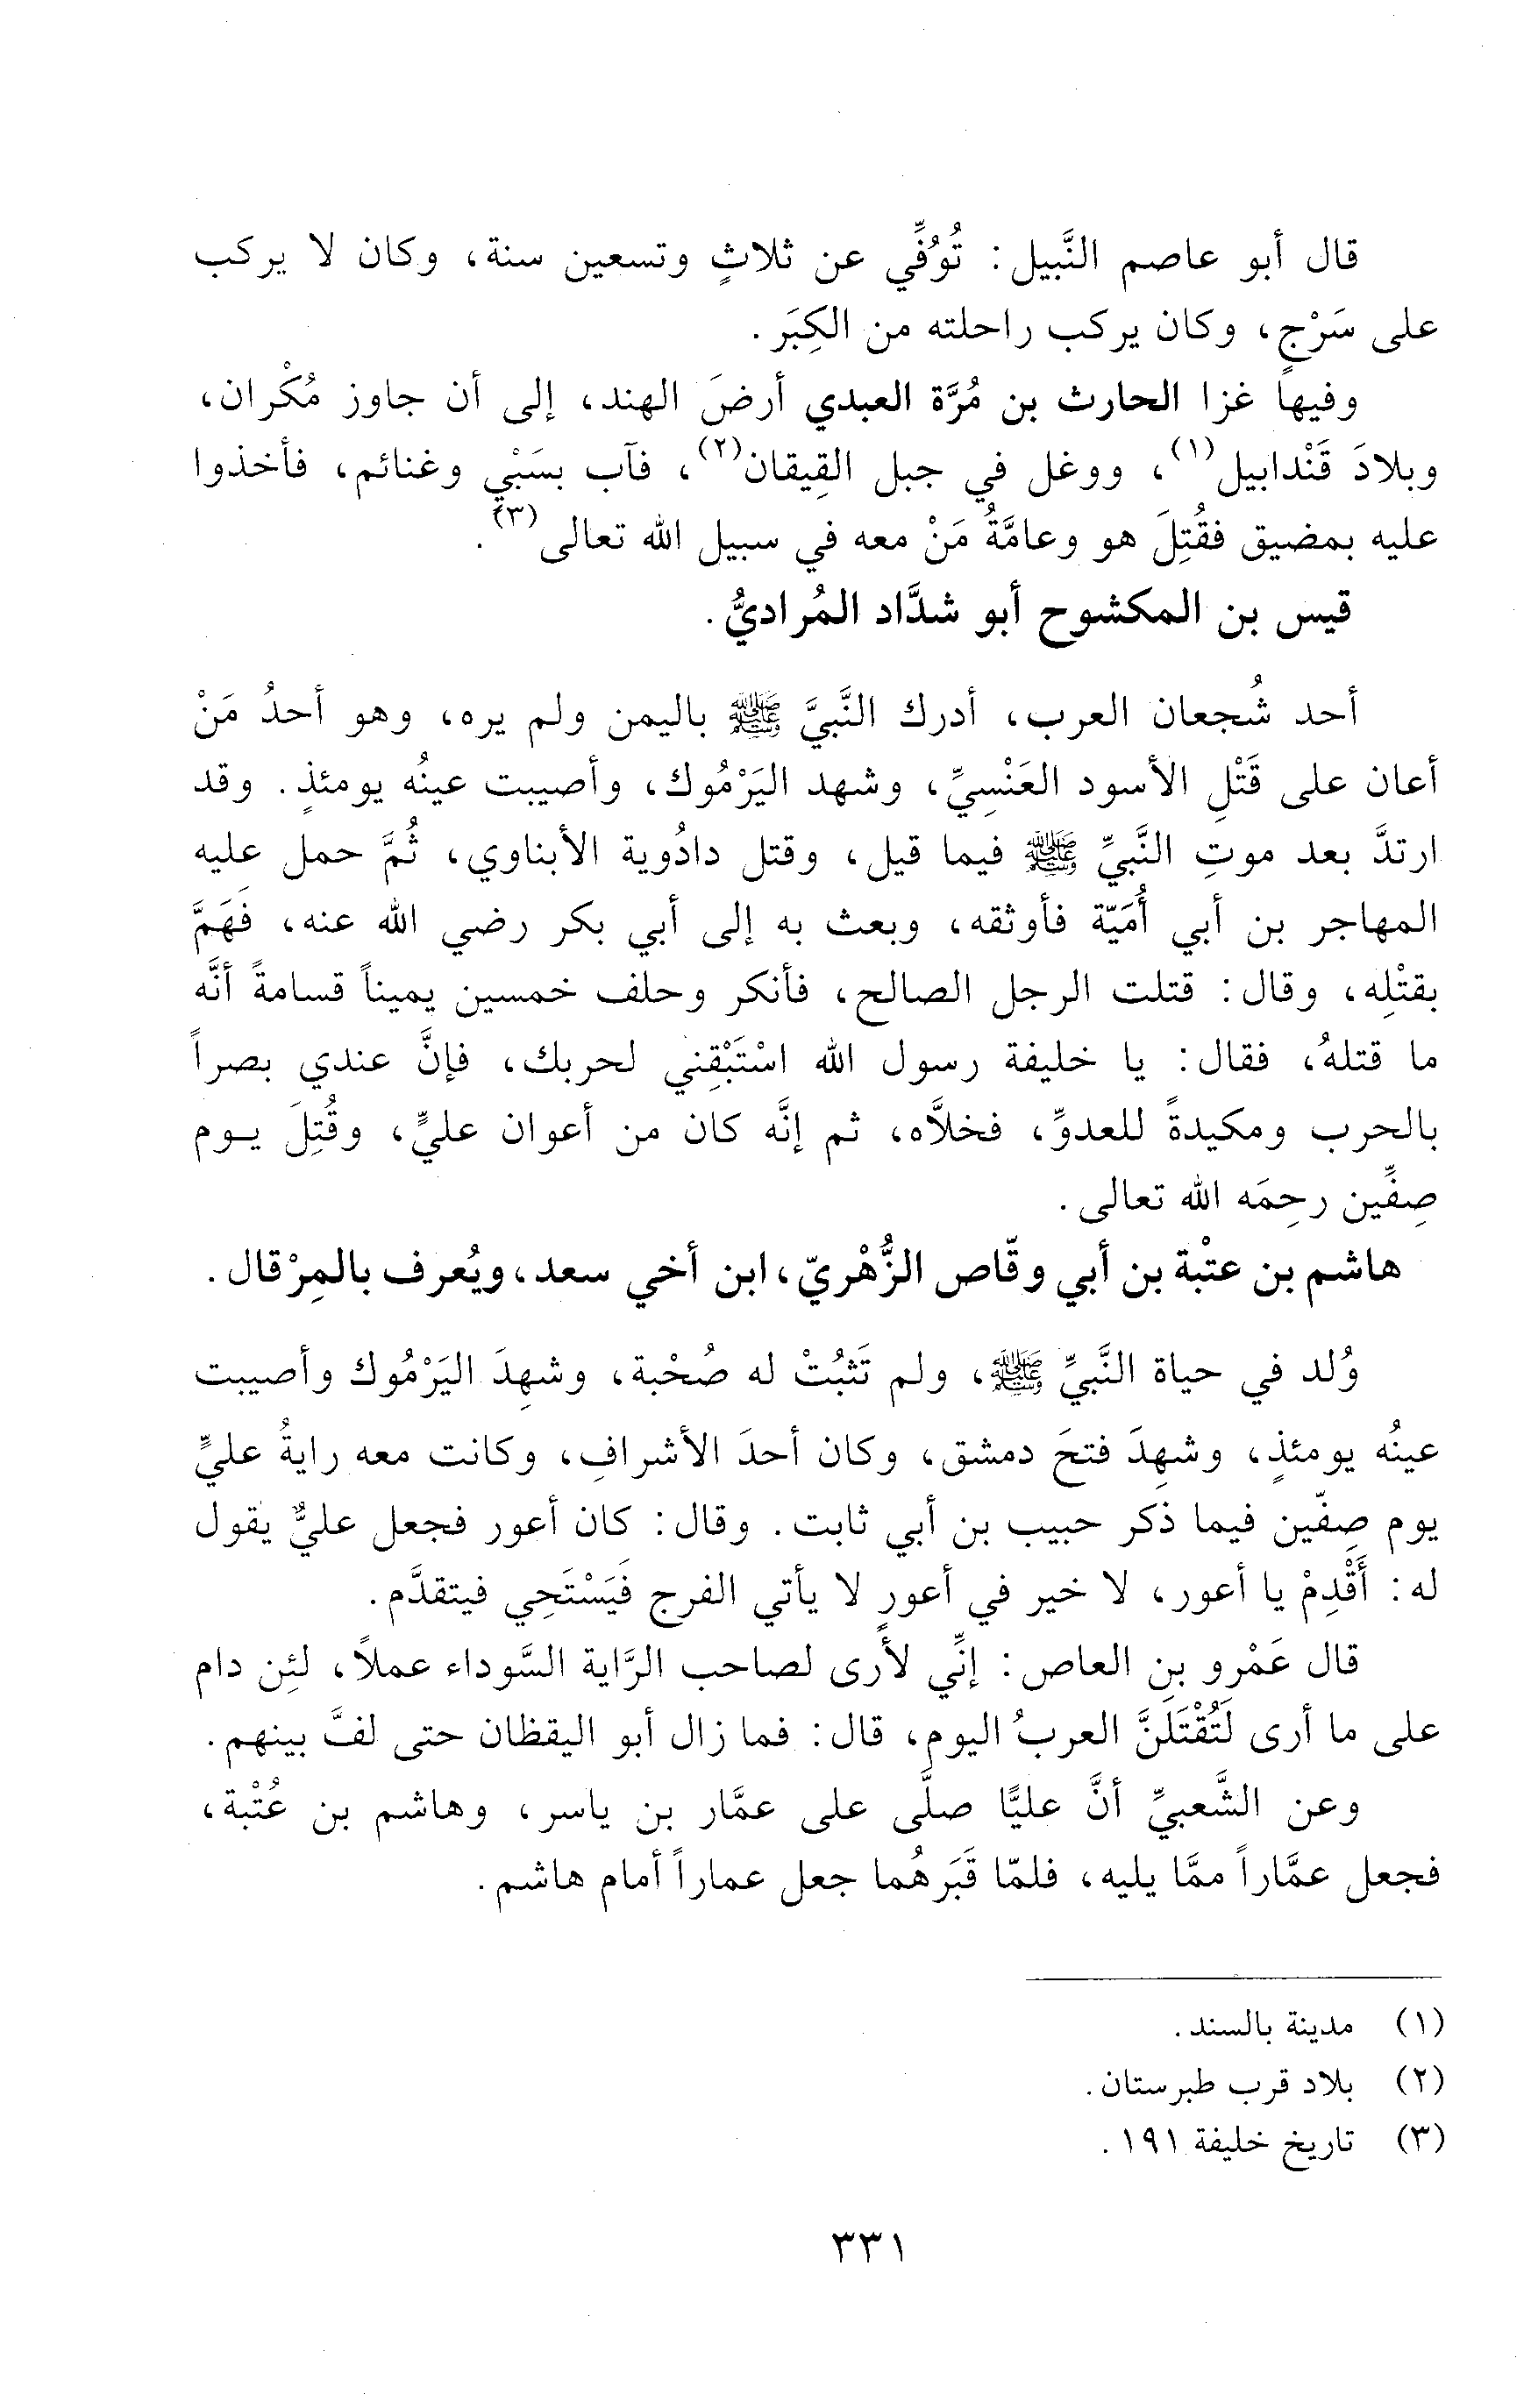 قال أبو عاصم النَّبيل: تُوُفِّي عن ثلاثٍ وتسعين سنة، وكان لا يركب
على سَرْجٍ، وكان يركب راحلته من الكِبَر.
وفيها غزا الحارث بن مُرَّة العبدي أرضَ الهند، إلى أن جاوز مُكْران،
وبلادَ قَنْدابيل(١)، ووغل في جبل القِيقان(٢)، فآب بسَبْيٍ وغنائم، فأخذوا
عليه بمضيق فقُتِلَ هو وعامَّةُ مَنْ معه في سبيل الله تعالى(٣).
قيس بن المكشوح أبو شدَّاد المُراديُّ.
أحد شُجعان العرب، أدرك النَّبيَّ ﷺ باليمن ولم يره، وهو أحدُ مَنْ
أعان على قَتْلِ الأسود العَنْسِيِّ، وشهد اليَرْمُوك، وأصيبت عينُه يومئذٍ. وقد
ارتدَّ بعد موتِ النَّبيِّ ﷺ فيما قيل، وقتل دادُوية الأبناوي، ثُمَّ حمل عليه
المهاجر بن أبي أُمَيّة فأوثقه، وبعث به إلى أبي بكر رضي الله عنه، فَهَمَّ
بقتْلِه، وقال: قتلت الرجل الصالح، فأنكر وحلف خمسين يميناً قسامةً أنَّه
ما قتلهُ، فقال: يا خليفة رسول الله اسْتَبْقِني لحربك، فإنَّ عندي بصراً
بالحرب ومكيدةً للعدوِّ، فخلاَّه، ثم إنَّه كان من أعوان عليٍّ، وقُتِلَ يـوم
صِفِّين رحِمَه الله تعالى.
هاشم بن عتْبة بن أبي وقّاص الزُّهْريّ، ابن أخي سعد، ويُعرف بالمِرْقال.
وُلد في حياة النَّبيِّ ﷺ، ولم تَثبُتْ له صُحْبة، وشهِدَ اليَرْمُوك وأصيبت
عينُه يومئذٍ، وشهِدَ فتحَ دمشق، وكان أحدَ الأشرافِ، وكانت معه رايةُ عليٍّ
يوم صِفّين فيما ذكر حبيب بن أبي ثابت. وقال: كان أعور فجعل عليٌّ يقول
له: أَقْدِمْ يا أعور، لا خير في أعورٍ لا يأتي الفرج فَيَسْتَحِي فيتقدَّم.
قال عَمْرو بن العاص: إنِّي لأَرى لصاحب الرَّاية السَّوداء عملاً، لئِن دام
على ما أرى لَتُقْتَلَنَّ العربُ اليوم، قال: فما زال أبو اليقظان حتى لفَّ بينهم.
وعن الشَّعبيِّ أنَّ عليًّا صلَّى على عمَّار بن ياسر، وهاشم بن عُتْبة،
فجعل عمَّاراً ممَّا يليه، فلمّا قَبَرهُما جعل عماراً أمام هاشم.
(١) مدينة بالسند.
(٢) بلاد قرب طبرستان.
(٣) تاريخ خليفة ١٩١.
٣٣١